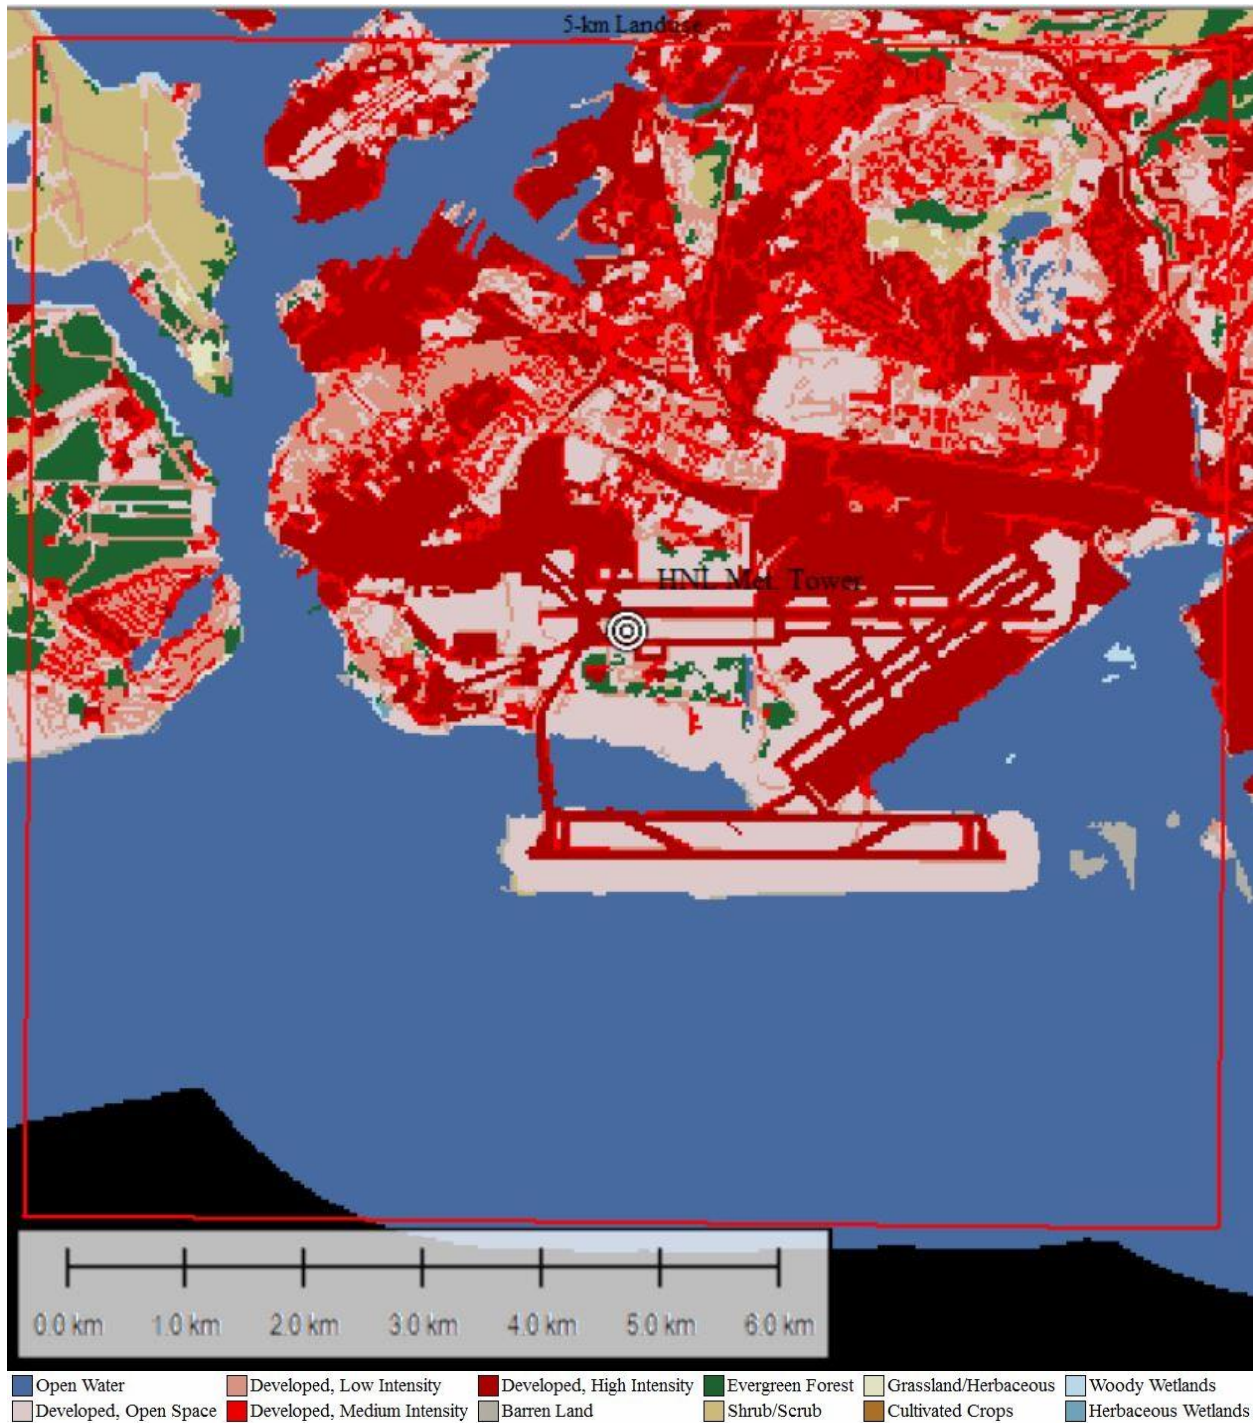 5-km Landuse
HNL Met. Tower
0.0 km 1.0 km 2.0 km 3.0 km 4.0 km 5.0 km 6.0 km
Open Water Developed, Low Intensity Developed, High Intensity Evergreen Forest Grassland/Herbaceous Woody Wetlands
Developed, Open Space Developed, Medium Intensity Barren Land Shrub/Scrub Cultivated Crops Herbaceous Wetlands